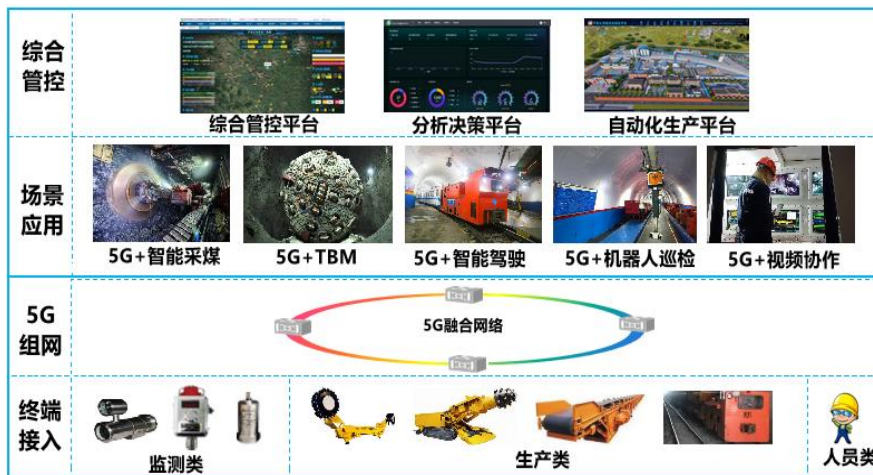 综合
管控
综合管控平台
分析决策平台
自动化生产平台
场景
应用
5G+智能采煤
5G+TBM
5G+智能驾驶
5G+机器人巡检
5G+视频协作
5G
组网
5G融合网络
终端
接入
监测类
生产类
人员类